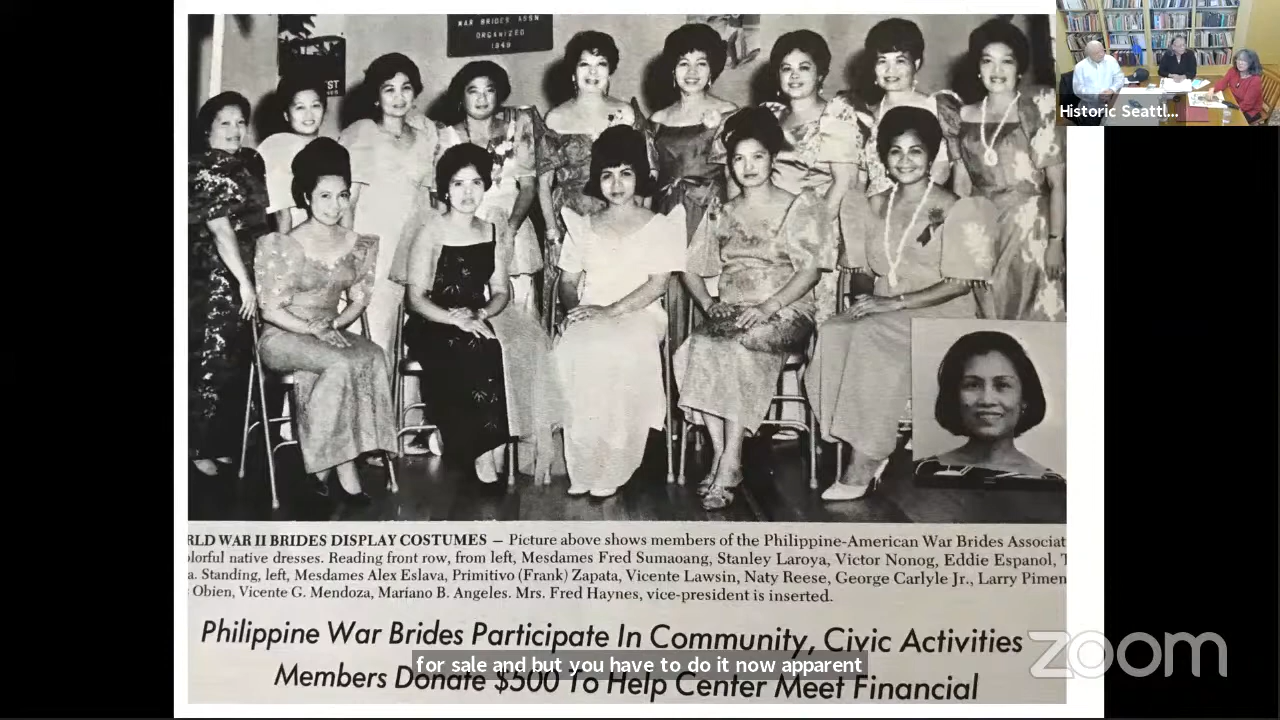 WAR BRIDES ASSN
ORGANIZED
1949
ST
Historic Seattl...
RLD WAR II BRIDES DISPLAY COSTUMES — Picture above shows members of the Philippine-American War Brides Associat
lorful native dresses. Reading front row, from left, Mesdames Fred Sumaoang, Stanley Laroya, Victor Nonog, Eddie Espanol, T
a. Standing, left, Mesdames Alex Eslava, Primitivo (Frank) Zapata, Vicente Lawsin, Naty Reese, George Carlyle Jr., Larry Pimen
Obien, Vicente G. Mendoza, Mariano B. Angeles. Mrs. Fred Haynes, vice-president is inserted.
Philippine War Brides Participate In Community, Civic Activities
for sale and but you have to do it now apparent
Members Donate $500 To Help Center Meet Financial
zoom